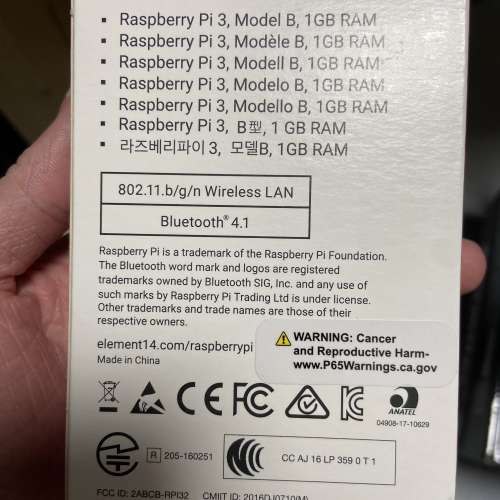 Raspberry Pi 3, Model B, 1GB RAM
Raspberry Pi 3, Modèle B, 1GB RAM
Raspberry Pi 3, Modell B, 1GB RAM
Raspberry Pi 3, Modelo B, 1GB RAM
Raspberry Pi 3, Modello B, 1GB RAM
Raspberry Pi 3, B型, 1 GB RAM
라즈베리파이 3, 모델B, 1GB RAM
802.11.b/g/n Wireless LAN
Bluetooth® 4.1
Raspberry Pi is a trademark of the Raspberry Pi Foundation.
The Bluetooth word mark and logos are registered
trademarks owned by Bluetooth SIG, Inc. and any use of
such marks by Raspberry Pi Trading Ltd is under license.
Other trademarks and trade names are those of their
respective owners.
element14.com/raspberrypi
Made in China
WARNING: Cancer
and Reproductive Harm-
www.P65Warnings.ca.gov
CE FC
ANATEL
04908-17-10629
R 205-160251
CC AJ 16 LP 359 0 T 1
FCC ID: 2ABCB-RPI32 CMIIT ID: 2016DJ0710(M)